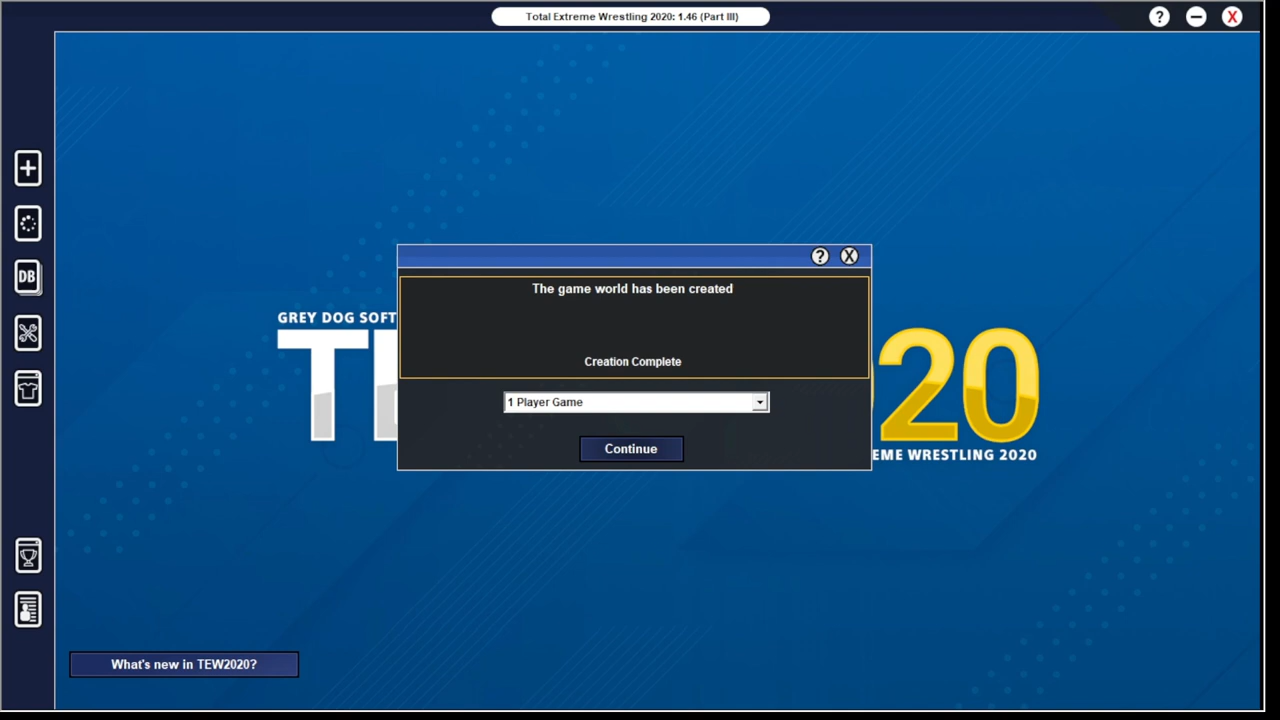 Total Extreme Wrestling 2020: 1.46 (Part III)
?
X
DB
? X
The game world has been created
Creation Complete
1 Player Game
Continue
GREY DOG SOFT
020
EME WRESTLING 2020
What's new in TEW2020?